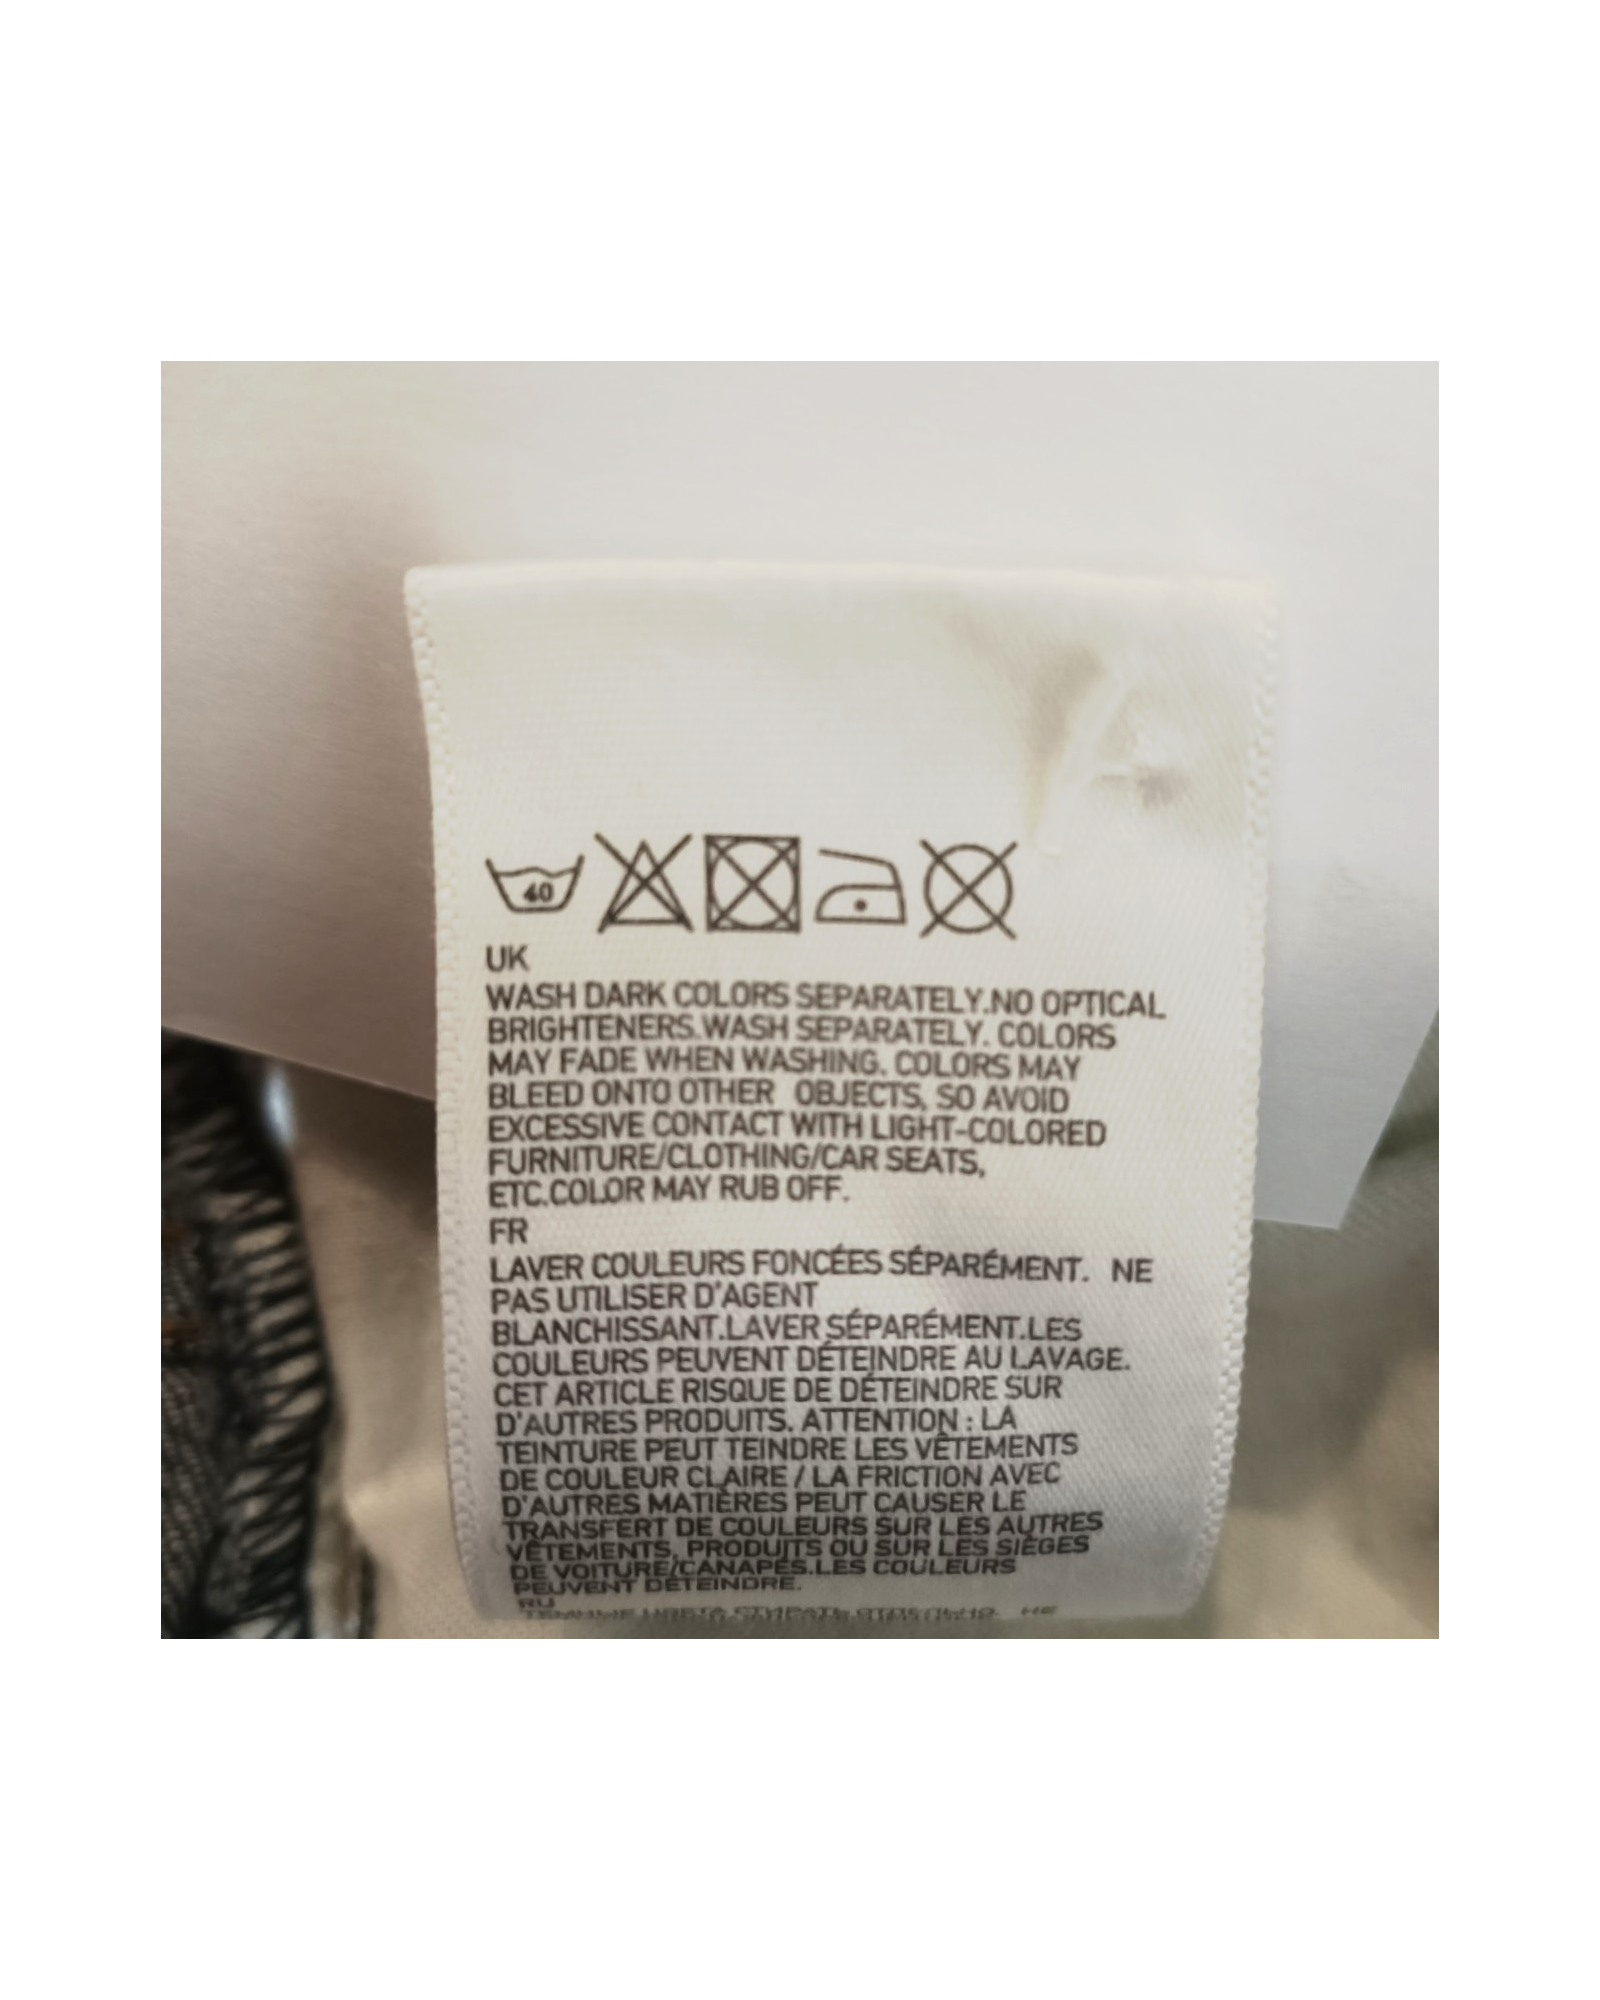 40
UK
WASH DARK COLORS SEPARATELY.NO OPTICAL
BRIGHTENERS.WASH SEPARATELY. COLORS
MAY FADE WHEN WASHING. COLORS MAY
BLEED ONTO OTHER OBJECTS, SO AVOID
EXCESSIVE CONTACT WITH LIGHT-COLORED
FURNITURE/CLOTHING/CAR SEATS,
ETC.COLOR MAY RUB OFF.
FR
LAVER COULEURS FONCÉES SÉPARÉMENT. NE
PAS UTILISER D'AGENT
BLANCHISSANT.LAVER SÉPARÉMENT.LES
COULEURS PEUVENT DÉTEINDRE AU LAVAGE.
CET ARTICLE RISQUE DE DÉTEINDRE SUR
D'AUTRES PRODUITS. ATTENTION : LA
TEINTURE PEUT TEINDRE LES VÊTEMENTS
DE COULEUR CLAIRE / LA FRICTION AVEC
D'AUTRES MATIÈRES PEUT CAUSER LE
TRANSFERT DE COULEURS SUR LES AUTRES
VÊTEMENTS, PRODUITS OU SUR LES SIÈGES
DE VOITURE/CANAPÉS.LES COULEURS
PEUVENT DÉTEINDRE.
RU
ЦВЕТА СТИРАТЬ ОТДЕЛЬНО. НЕ